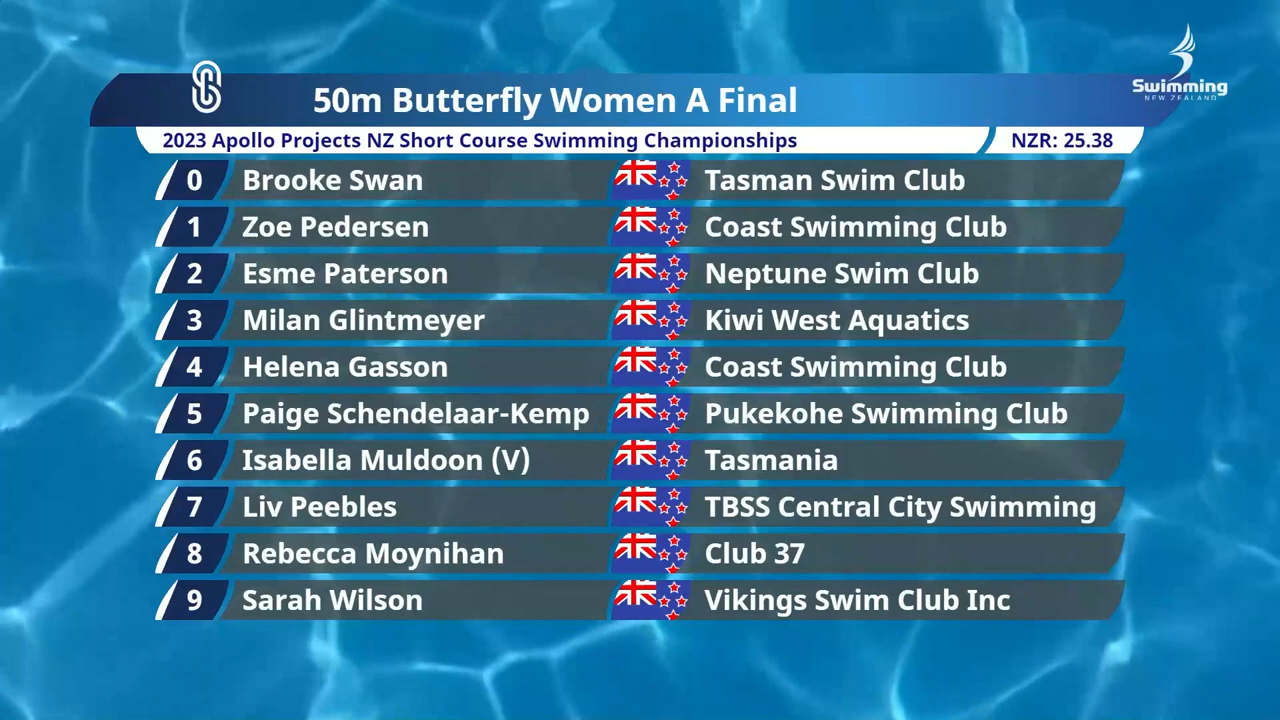 50m Butterfly Women A Final
Swimming
NEW ZEALAND
2023 Apollo Projects NZ Short Course Swimming Championships NZR: 25.38
0 Brooke Swan Tasman Swim Club
1 Zoe Pedersen Coast Swimming Club
2 Esme Paterson Neptune Swim Club
3 Milan Glintmeyer Kiwi West Aquatics
4 Helena Gasson Coast Swimming Club
5 Paige Schendelaar-Kemp Pukekohe Swimming Club
6 Isabella Muldoon (V) Tasmania
7 Liv Peebles TBSS Central City Swimming
8 Rebecca Moynihan Club 37
9 Sarah Wilson Vikings Swim Club Inc